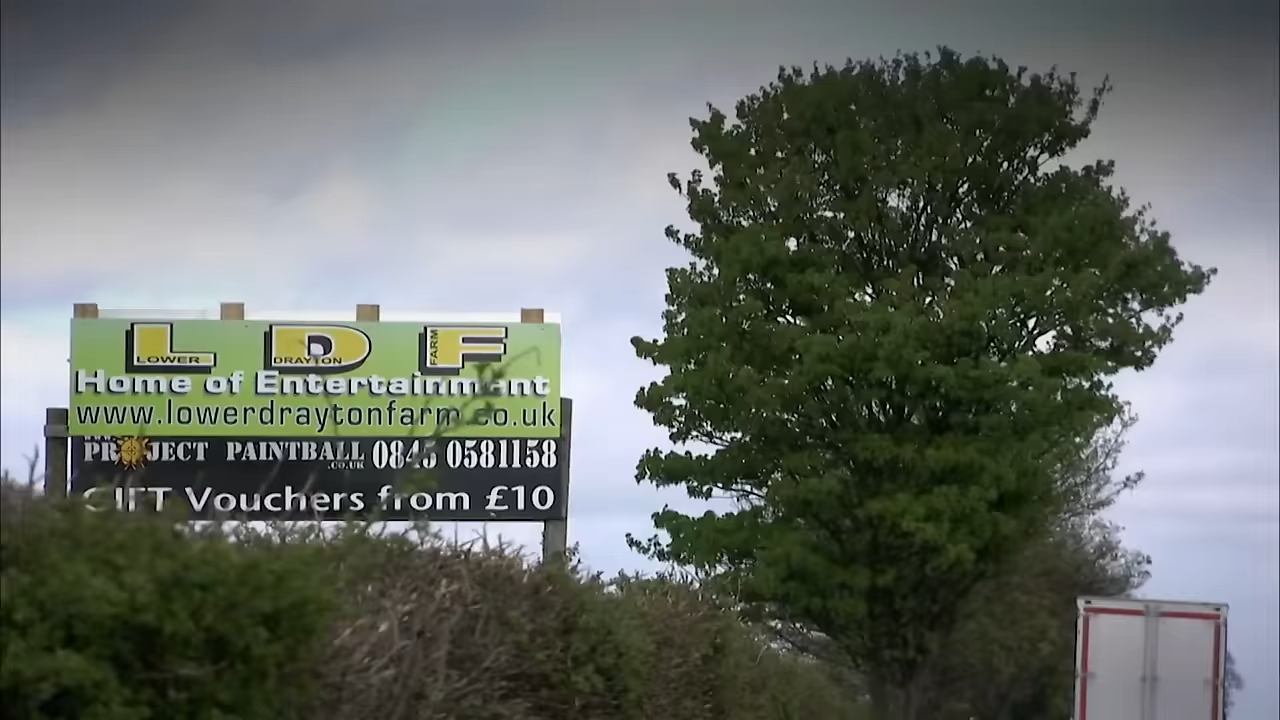 L D F
LOWER DRAYTON FARM
Home of Entertainment
www.lowerdraytonfarm.co.uk
PROJECT PAINTBALL .CO.UK 0845 0581158
GIFT Vouchers from £10